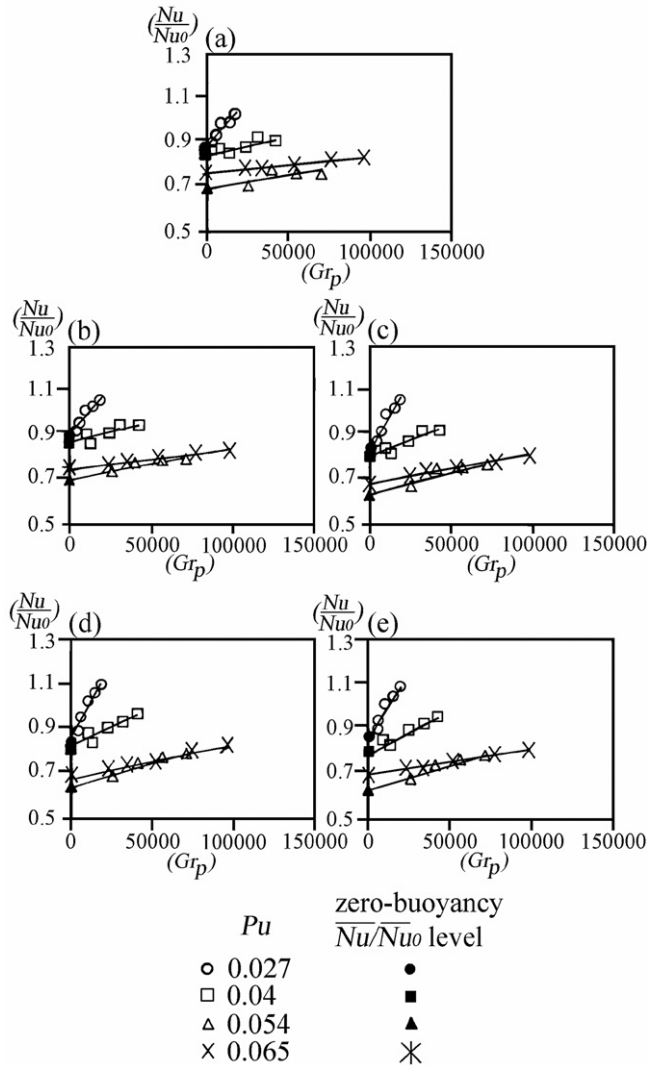 (Nu/Nu0) (a)
1.3
1.1
0.9
0.7
0.5
0 50000 100000 150000
(Grp)
(Nu/Nu0) (b)
1.3
1.1
0.9
0.7
0.5
0 50000 100000 150000
(Grp)
(Nu/Nu0) (c)
1.3
1.1
0.9
0.7
0.5
0 50000 100000 150000
(Grp)
(Nu/Nu0) (d)
1.3
1.1
0.9
0.7
0.5
0 50000 100000 150000
(Grp)
(Nu/Nu0) (e)
1.3
1.1
0.9
0.7
0.5
0 50000 100000 150000
(Grp)
Pu
zero-buoyancy
Nu/Nu0 level
0.027
0.04
0.054
0.065